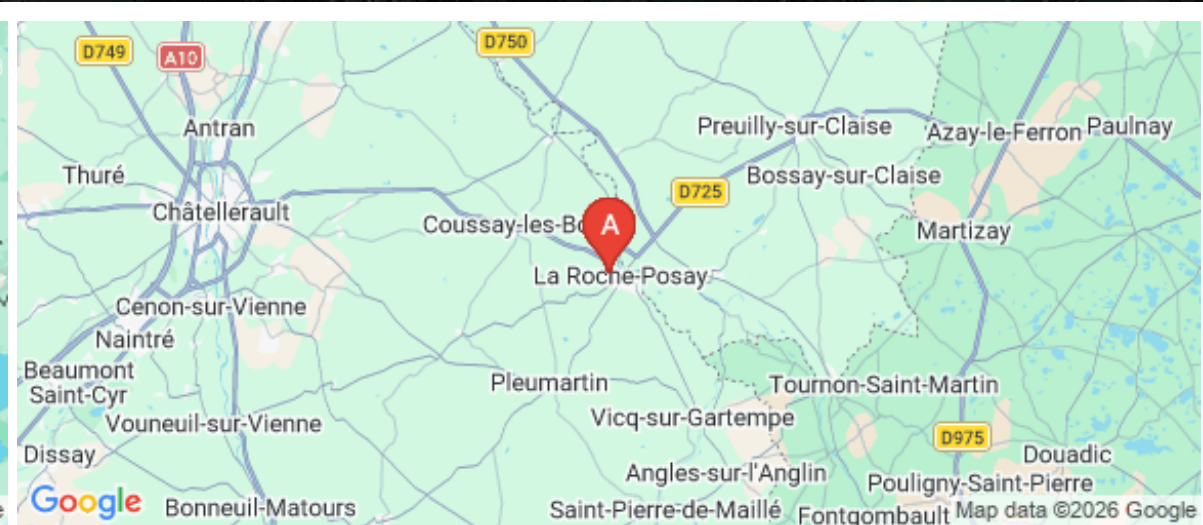 D749
A10
D750
Antran
Preuilly-sur-Claise
Azay-le-Ferron
Paulnay
Thuré
Bossay-sur-Claise
D725
Châtellerault
Coussay-les-Bo
A
Martizay
La Roche-Posay
Cenon-sur-Vienne
Naintré
Beaumont
Saint-Cyr
Pleumartin
Tournon-Saint-Martin
Vouneuil-sur-Vienne
Vicq-sur-Gartempe
D975
Dissay
Douadic
Angles-sur-l'Anglin
Pouligny-Saint-Pierre
Google
Bonneuil-Matours
Saint-Pierre-de-Maillé
Fontgombault
Map data ©2026 Google